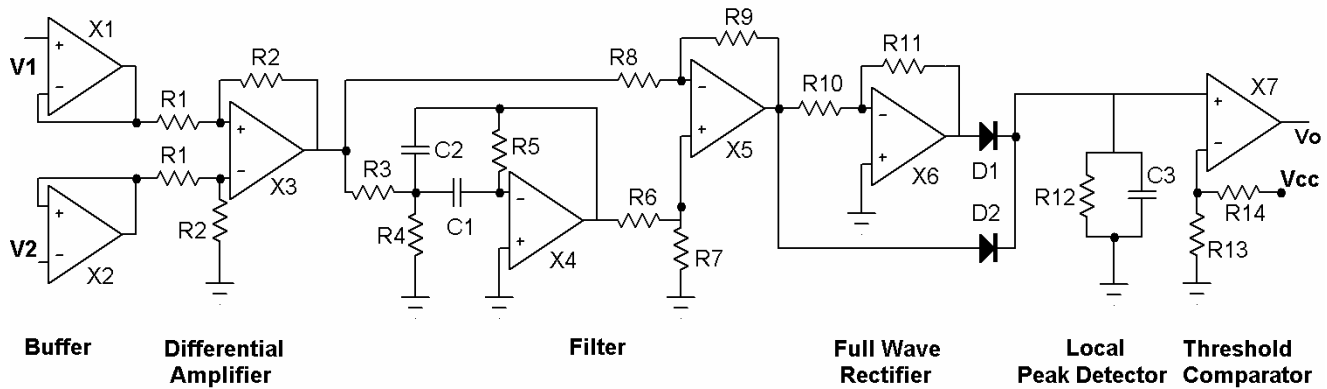 X1
+
-
V1
R1
R2
+
-
X3
R1
R2
+
-
V2
X2
R8
R9
-
+
X5
C2
R5
R3
C1
R4
-
+
X4
R6
R7
R10
R11
-
+
X6
D1
D2
R12
C3
X7
+
-
Vo
Vcc
R14
R13
Buffer
Differential
Amplifier
Filter
Full Wave
Rectifier
Local
Peak Detector
Threshold
Comparator